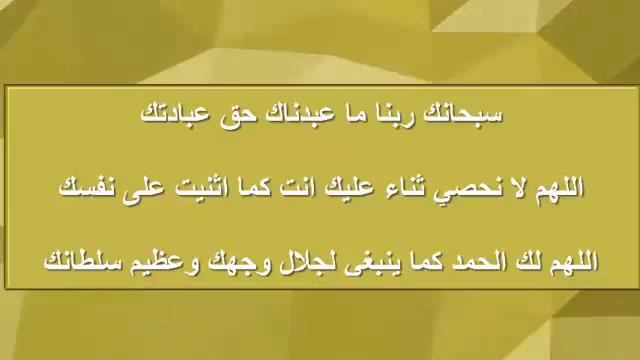 سبحانك ربنا ما عبدناك حق عبادتك
اللهم لا نحصي ثناء عليك انت كما اثنيت على نفسك
اللهم لك الحمد كما ينبغى لجلال وجهك وعظيم سلطانك